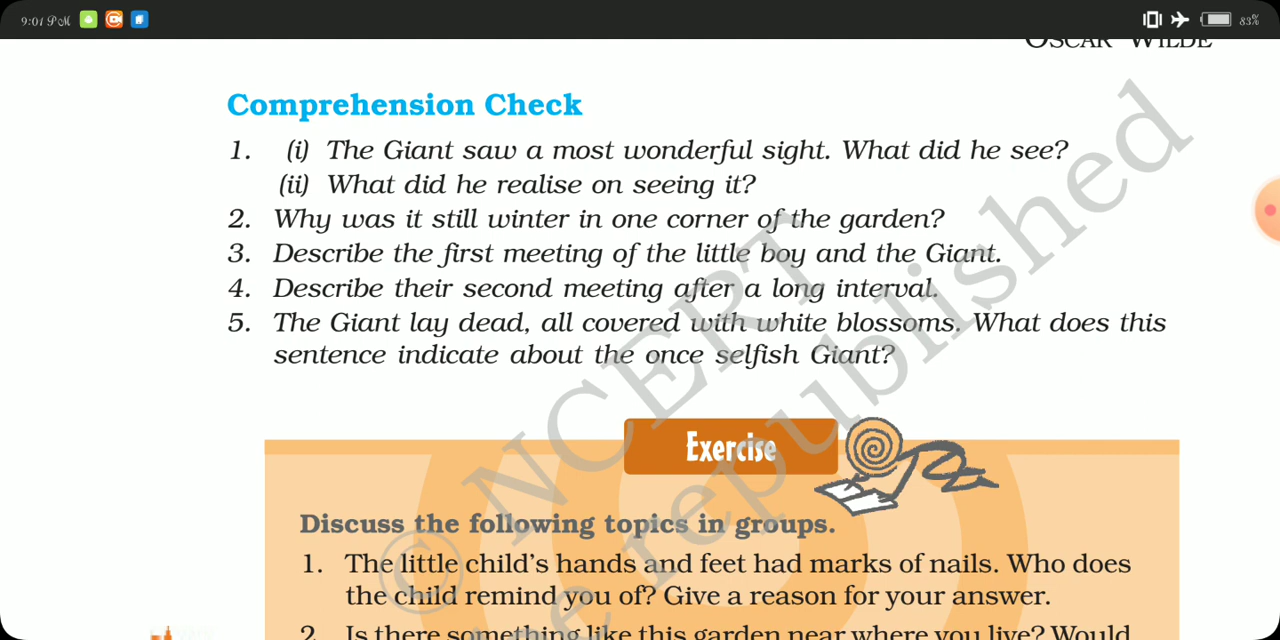 9:01 PM
83%
OSCAR WILDE
Comprehension Check
1. (i) The Giant saw a most wonderful sight. What did he see?
(ii) What did he realise on seeing it?
2. Why was it still winter in one corner of the garden?
3. Describe the first meeting of the little boy and the Giant.
4. Describe their second meeting after a long interval.
5. The Giant lay dead, all covered with white blossoms. What does this
sentence indicate about the once selfish Giant?
© NCERT
be republished
Exercise
Discuss the following topics in groups.
1. The little child's hands and feet had marks of nails. Who does
the child remind you of? Give a reason for your answer.
2. Is there something like this garden near where you live? Would